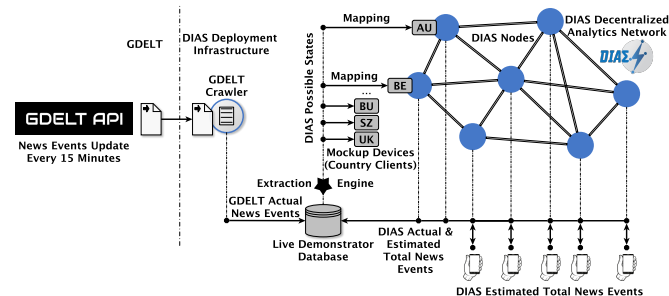 GDELT
DIAS Deployment
Infrastructure
GDELT
Crawler
GDELT API
News Events Update
Every 15 Minutes
DIAS Possible States
Mapping
AU
Mapping
BE
...
BU
SZ
UK
Mockup Devices
(Country Clients)
Extraction
Engine
GDELT Actual
News Events
Live Demonstrator
Database
DIAS Nodes
DIAS Decentralized
Analytics Network
DIAS
DIAS Actual &
Estimated
Total News
Events
DIAS Estimated Total News Events